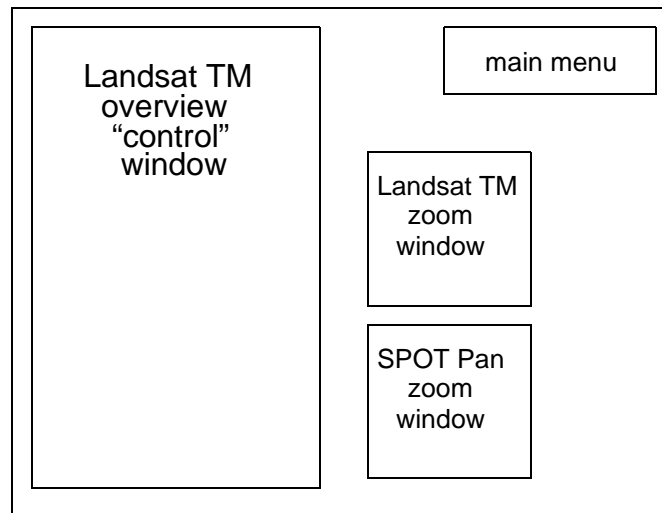 Landsat TM
overview
“control”
window
main menu
Landsat TM
zoom
window
SPOT Pan
zoom
window